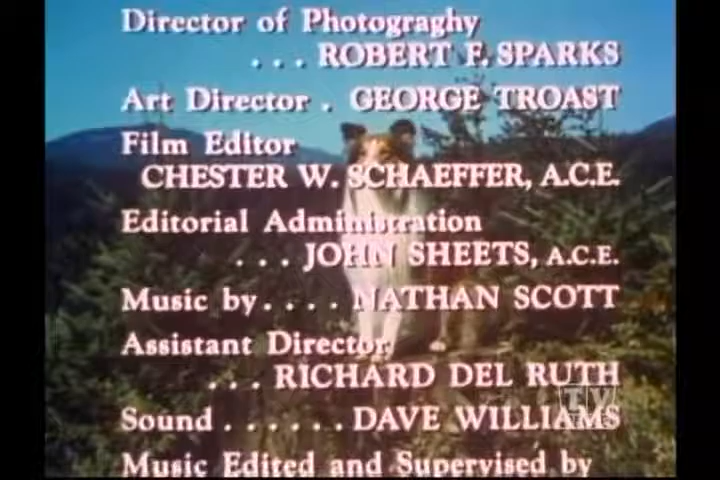 Director of Photograghy
... ROBERT F. SPARKS
Art Director . GEORGE TROAST
Film Editor
CHESTER W. SCHAEFFER, A.C.E.
Editorial Administration
... JOHN SHEETS, A.C.E.
Music by.... NATHAN SCOTT
Assistant Director
... RICHARD DEL RUTH
Sound ...... DAVE WILLIAMS
TV
Music Edited and Supervised by